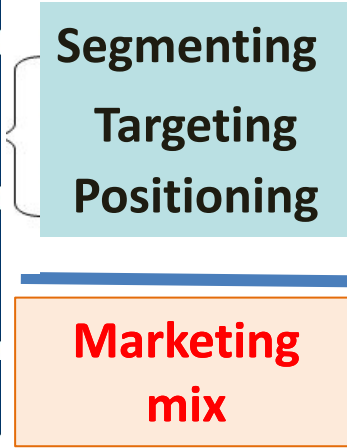 Segmenting
Targeting
Positioning
Marketing
mix